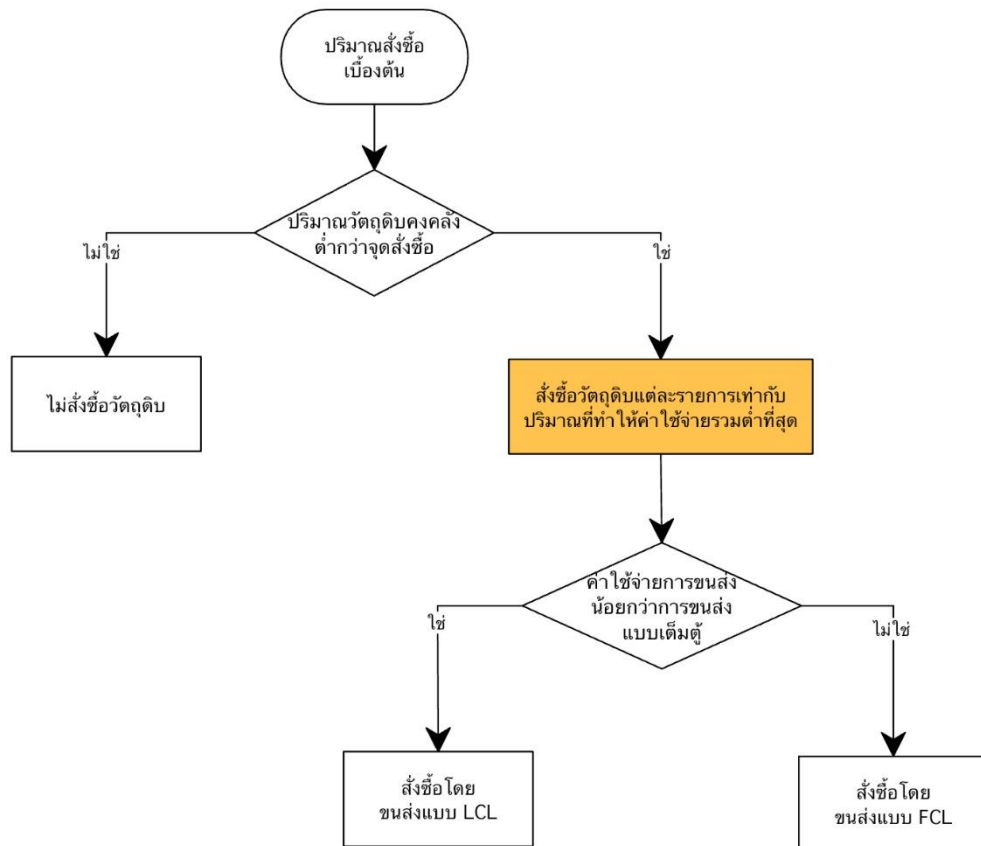 ปริมาณสั่งซื้อ
เบื้องต้น
ปริมาณวัตถุดิบคงคลัง
ต่ำกว่าจุดสั่งซื้อ
ไม่ใช่
ใช่
ไม่สั่งซื้อวัตถุดิบ
สั่งซื้อวัตถุดิบแต่ละรายการเท่ากับ
ปริมาณที่ทำให้ค่าใช้จ่ายรวมต่ำที่สุด
ค่าใช้จ่ายการขนส่ง
น้อยกว่าการขนส่ง
แบบเต็มตู้
ใช่
ไม่ใช่
สั่งซื้อโดย
ขนส่งแบบ LCL
สั่งซื้อโดย
ขนส่งแบบ FCL